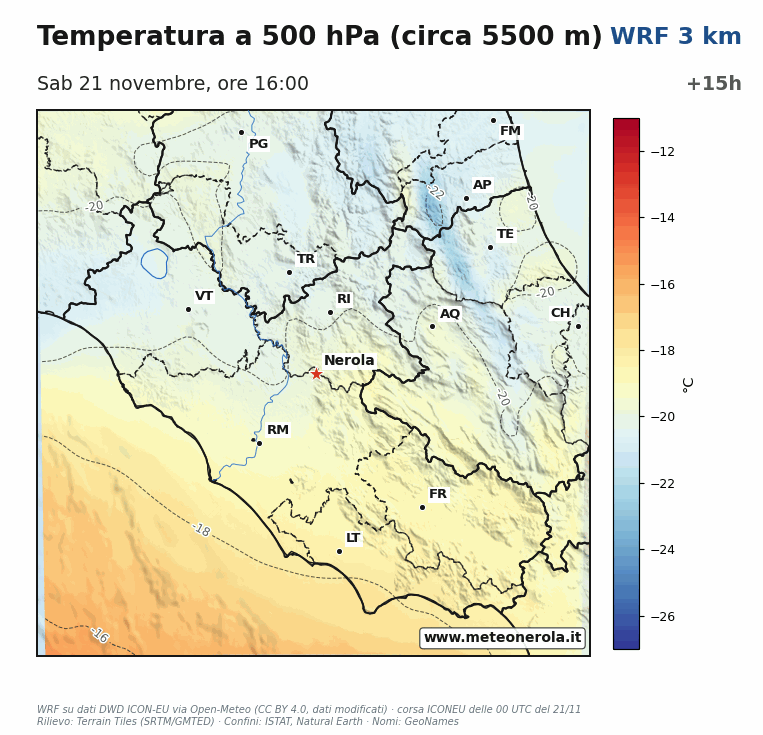 Temperatura a 500 hPa (circa 5500 m) WRF 3 km
Sab 21 novembre, ore 16:00 +15h
FM
PG
-22
AP
-20
-20
TE
TR
-20
VT
RI
AQ
CH
Nerola
-20
RM
FR
-18
LT
-16
www.meteonerola.it
−12
−14
−16
−18
−20
−22
−24
−26
°C
WRF su dati DWD ICON-EU via Open-Meteo (CC BY 4.0, dati modificati) · corsa ICONEU delle 00 UTC del 21/11
Rilievo: Terrain Tiles (SRTM/GMTED) · Confini: ISTAT, Natural Earth · Nomi: GeoNames